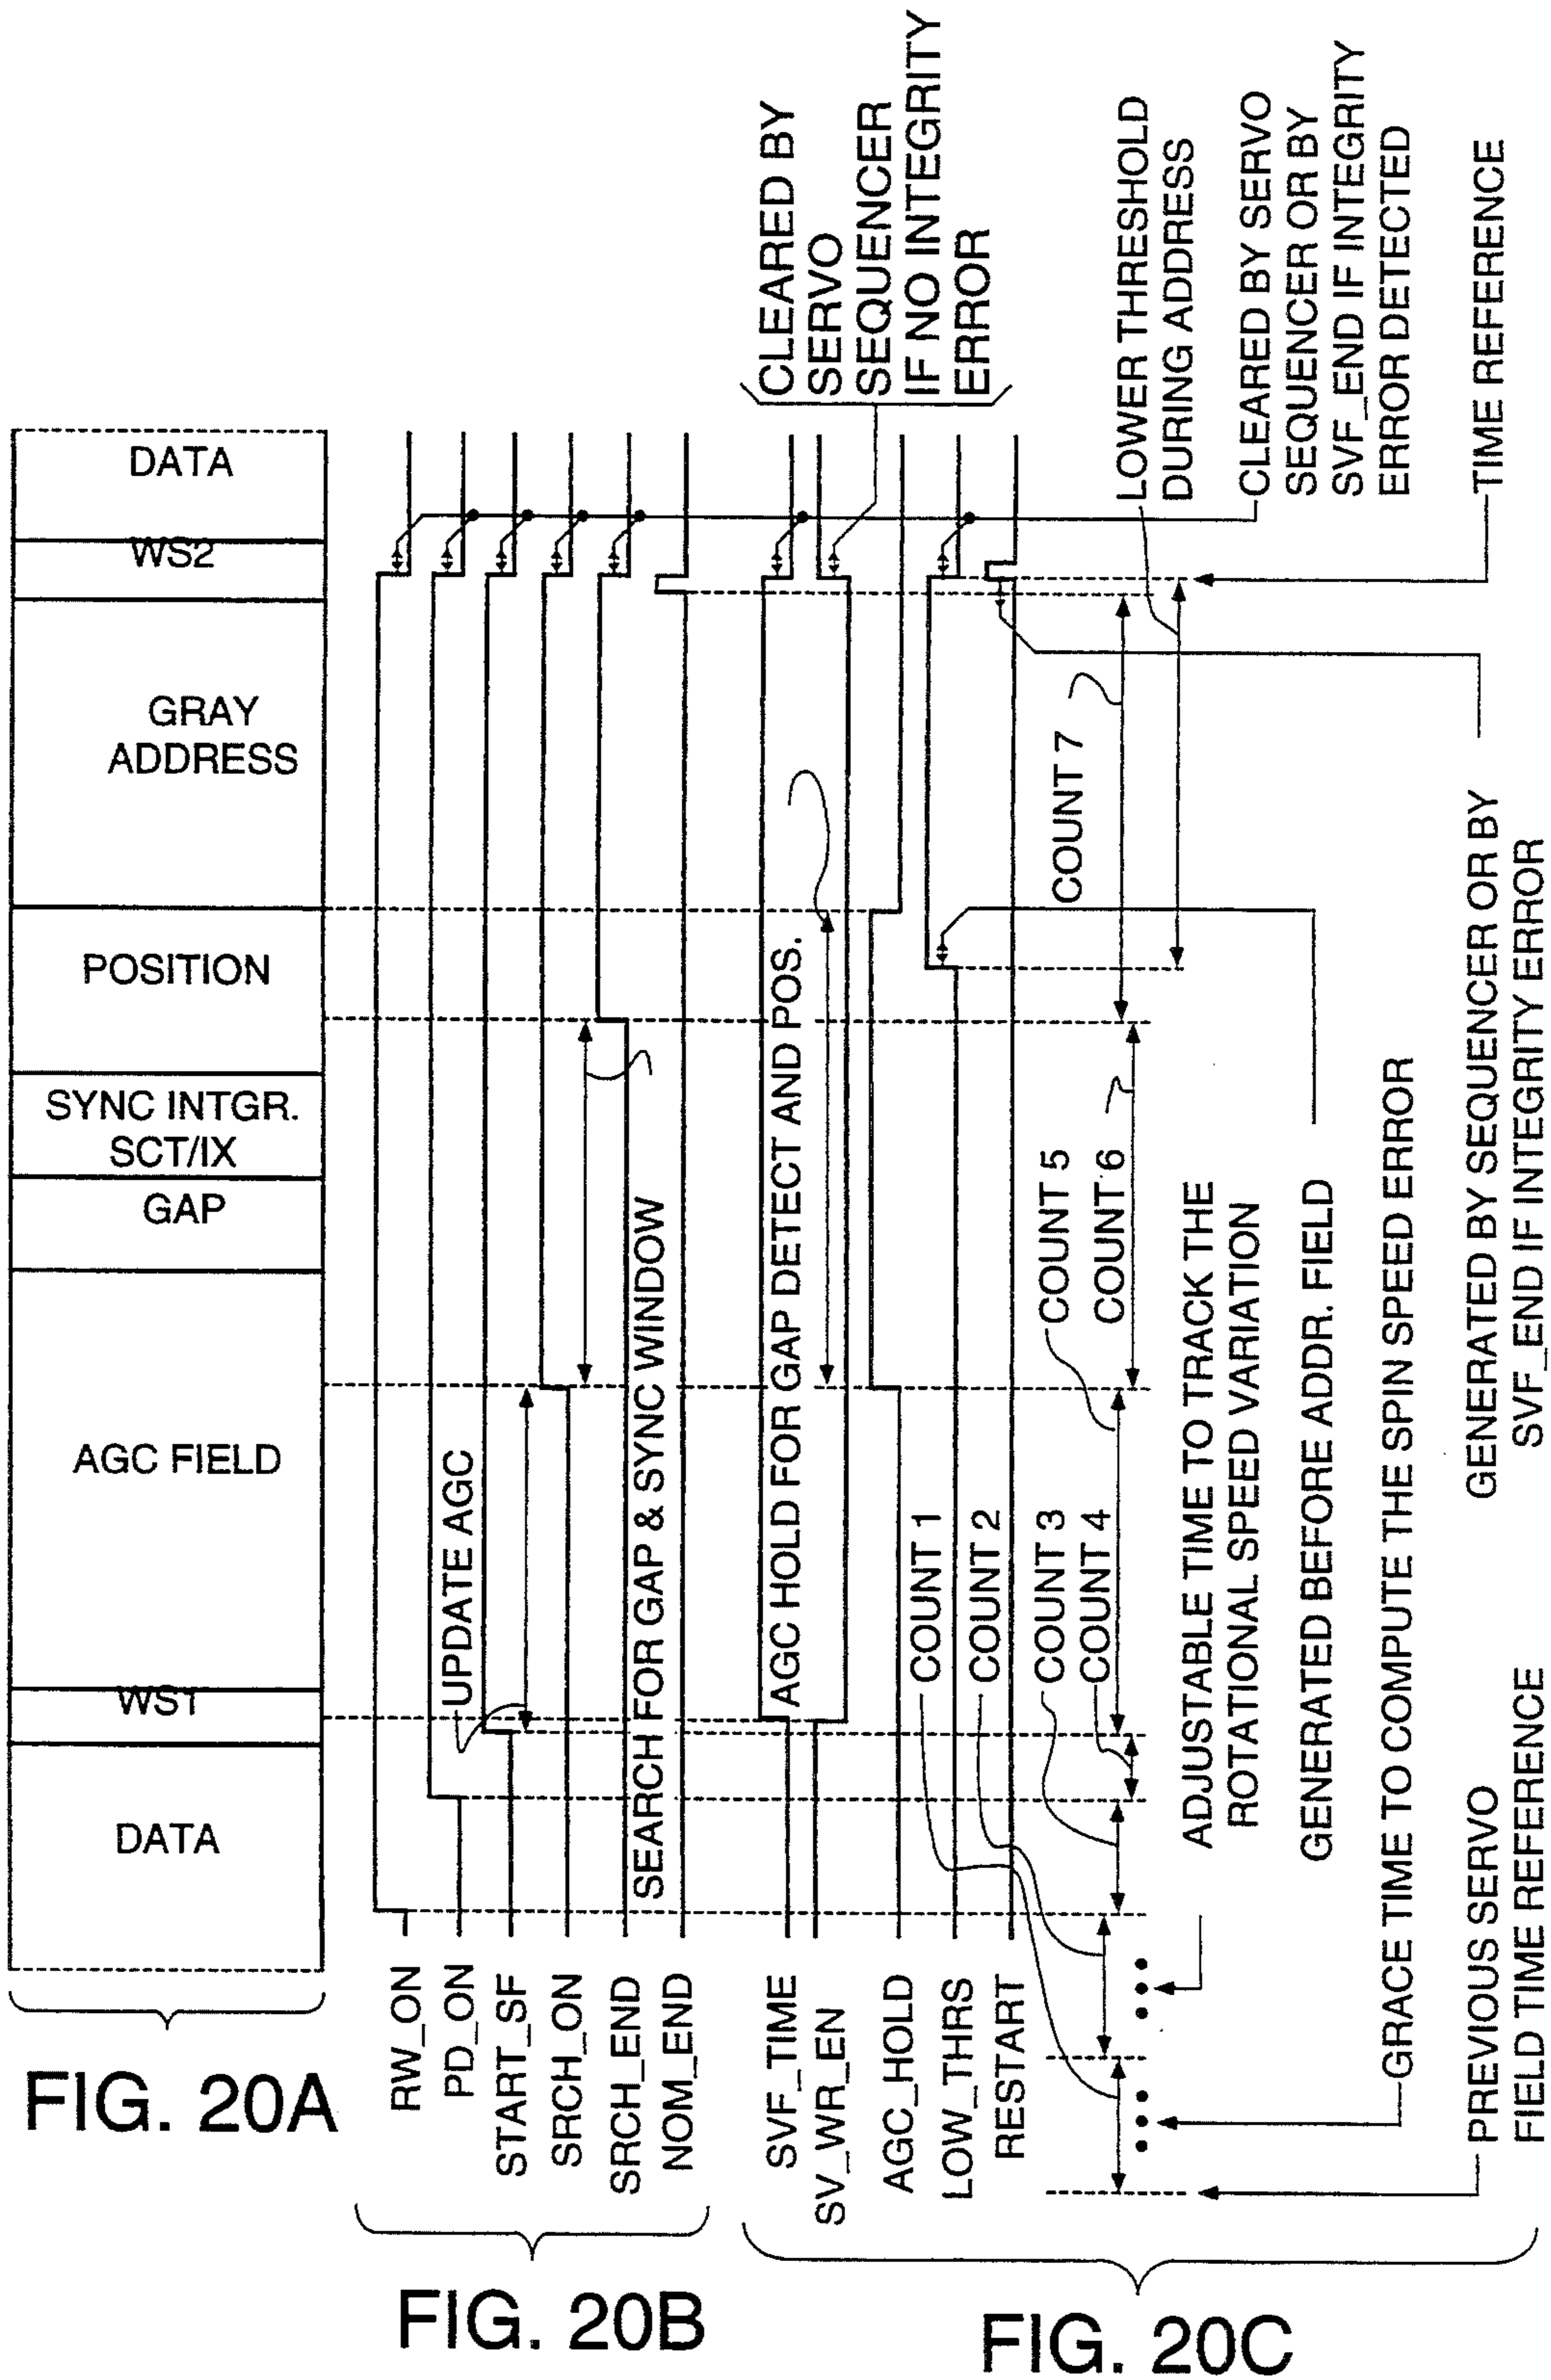 FIG. 20A
DATA
WS1
AGC FIELD
GAP
SYNC INTGR.
SCT/IX
POSITION
GRAY
ADDRESS
WS2
DATA
FIG. 20B
RW_ON
PD_ON
START_SF
SRCH_ON
SRCH_END
NOM_END
UPDATE AGC
SEARCH FOR GAP & SYNC WINDOW
FIG. 20C
SVF_TIME
SV_WR_EN
AGC_HOLD
LOW_THRS
RESTART
AGC HOLD FOR GAP DETECT AND POS.
CLEARED BY
SERVO
SEQUENCER
IF NO INTEGRITY
ERROR
COUNT 1
COUNT 2
COUNT 3
COUNT 4
COUNT 5
COUNT 6
COUNT 7
LOWER THRESHOLD
DURING ADDRESS
CLEARED BY SERVO
SEQUENCER OR BY
SVF_END IF INTEGRITY
ERROR DETECTED
TIME REFERENCE
ADJUSTABLE TIME TO TRACK THE
ROTATIONAL SPEED VARIATION
GENERATED BEFORE ADDR. FIELD
GRACE TIME TO COMPUTE THE SPIN SPEED ERROR
PREVIOUS SERVO
FIELD TIME REFERENCE
GENERATED BY SEQUENCER OR BY
SVF_END IF INTEGRITY ERROR